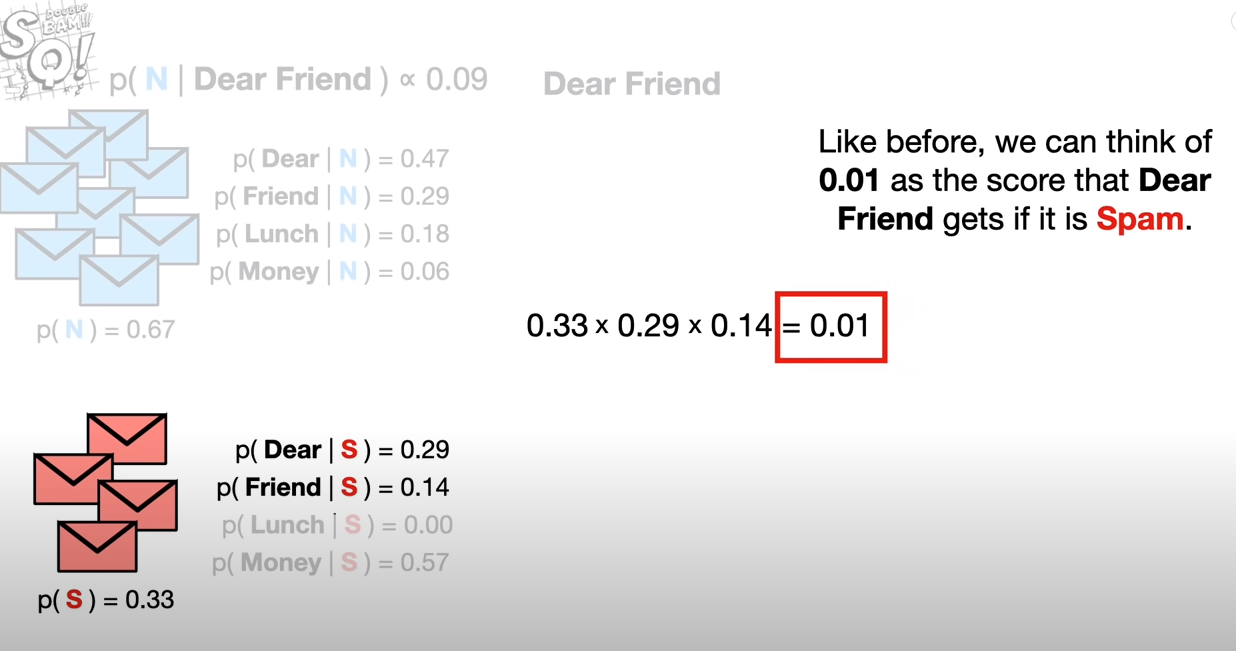 DOUBLE
BAM!!!
SQ!
p( N | Dear Friend ) ∝ 0.09
Dear Friend
Like before, we can think of
0.01 as the score that Dear
Friend gets if it is Spam.
p( Dear | N ) = 0.47
p( Friend | N ) = 0.29
p( Lunch | N ) = 0.18
p( Money | N ) = 0.06
p( N ) = 0.67
0.33 x 0.29 x 0.14 = 0.01
p( Dear | S ) = 0.29
p( Friend | S ) = 0.14
p( Lunch | S ) = 0.00
p( Money | S ) = 0.57
p( S ) = 0.33